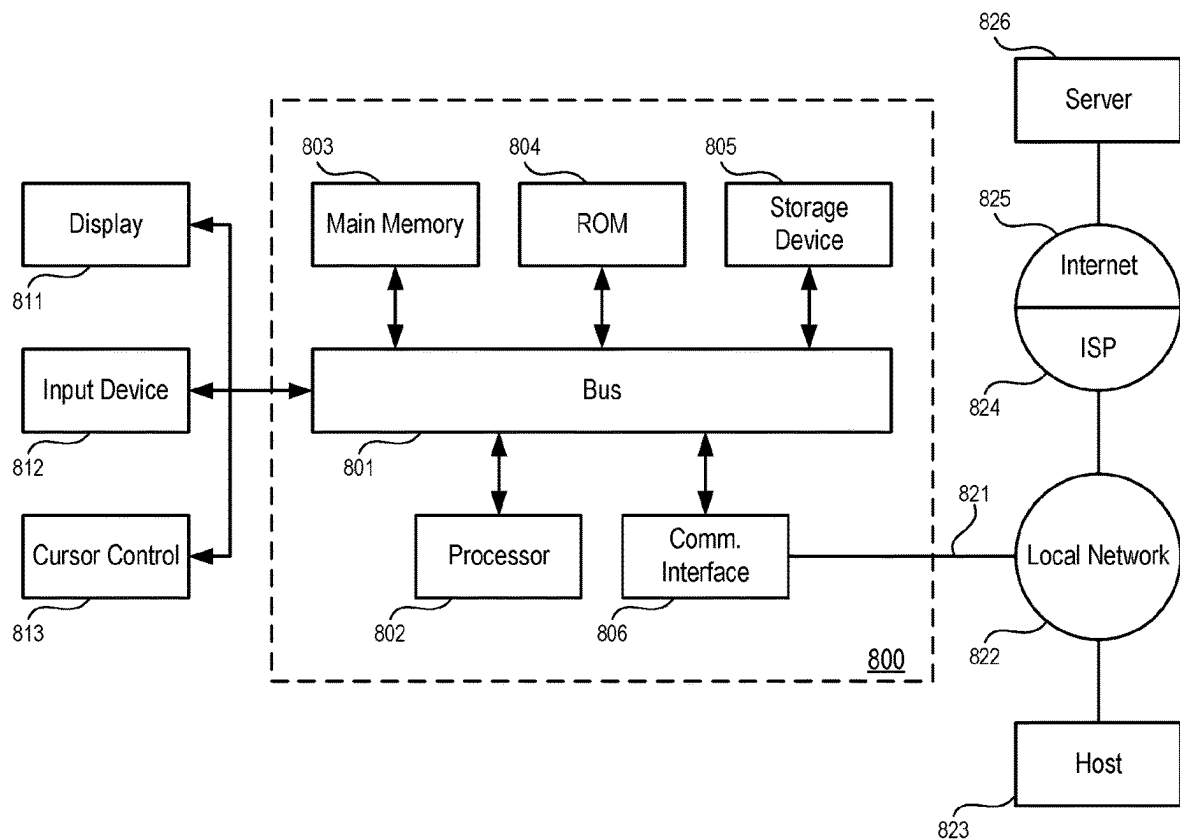 826
Server
803
804
805
Display
Main Memory
ROM
Storage
Device
825
Internet
811
ISP
Input Device
Bus
824
812
801
821
Cursor Control
Processor
Comm.
Interface
Local Network
813
802
806
800
822
Host
823